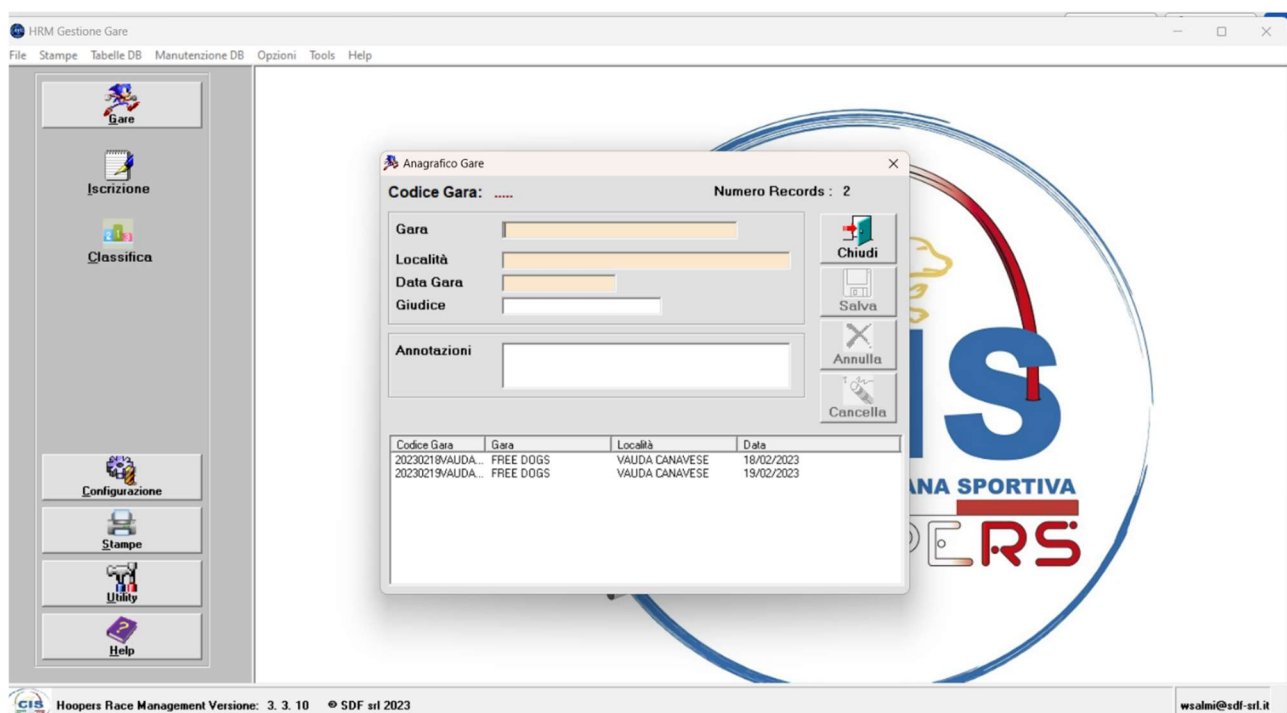 HRM Gestione Gare
File Stampe Tabelle DB Manutenzione DB Opzioni Tools Help
Gare
Iscrizione
Classifica
Configurazione
Stampe
Utility
Help
Anagrafico Gare
Codice Gara: ..... Numero Records : 2
Gara
Località
Data Gara
Giudice
Annotazioni
Chiudi
Salva
Annulla
Cancella
Codice Gara Gara Località Data
20230218VAUDA... FREE DOGS VAUDA CANAVESE 18/02/2023
20230219VAUDA... FREE DOGS VAUDA CANAVESE 19/02/2023
IS
ANA SPORTIVA
PERS
CIS Hoopers Race Management Versione: 3. 3. 10 © SDF srl 2023 wsalmi@sdf-srl.it